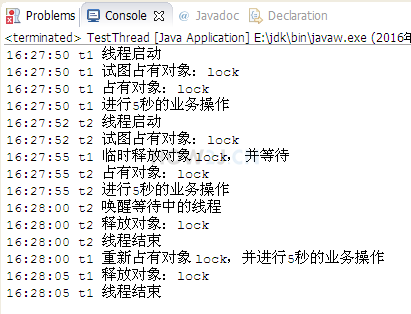 Problems Console Javadoc Declaration
<terminated> TestThread [Java Application] E:\jdk\bin\javaw.exe (2016年
16:27:50 t1 线程启动
16:27:50 t1 试图占有对象: lock
16:27:50 t1 占有对象: lock
16:27:50 t1 进行5秒的业务操作
16:27:52 t2 线程启动
16:27:52 t2 试图占有对象: lock
16:27:55 t1 临时释放对象 lock, 并等待
16:27:55 t2 占有对象: lock
16:27:55 t2 进行5秒的业务操作
16:28:00 t2 唤醒等待中的线程
16:28:00 t2 释放对象: lock
16:28:00 t2 线程结束
16:28:00 t1 重新占有对象 lock, 并进行5秒的业务操作
16:28:05 t1 释放对象: lock
16:28:05 t1 线程结束